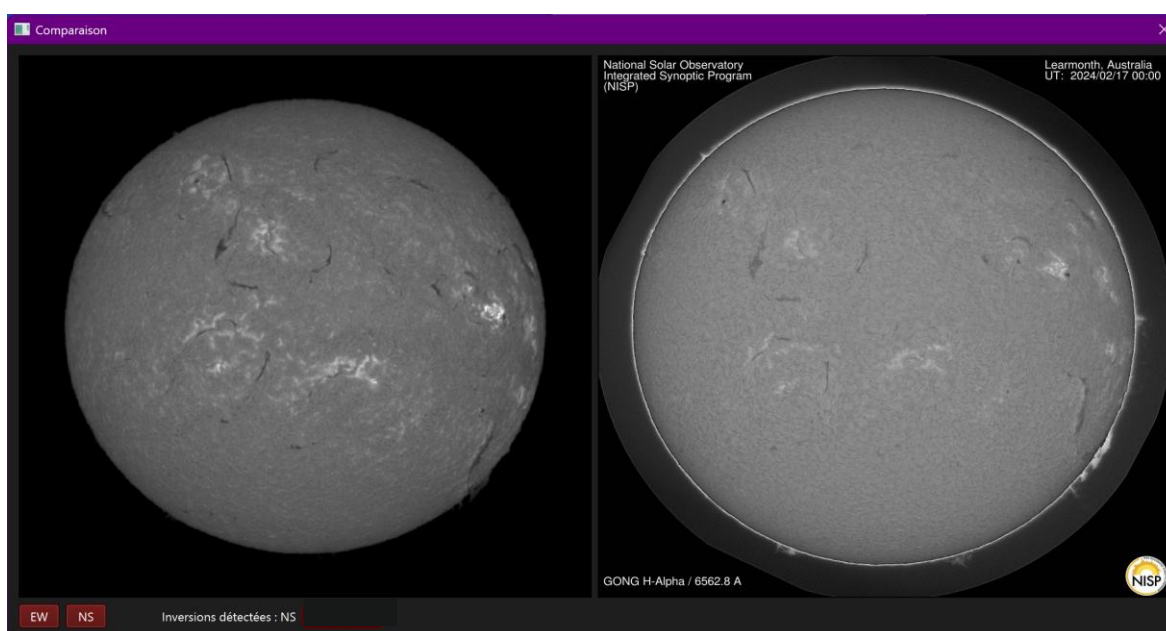 Comparaison
National Solar Observatory
Integrated Synoptic Program
(NISP)
Learmonth, Australia
UT: 2024/02/17 00:00
GONG H-Alpha / 6562.8 A
NISP
EW
NS
Inversions détectées : NS